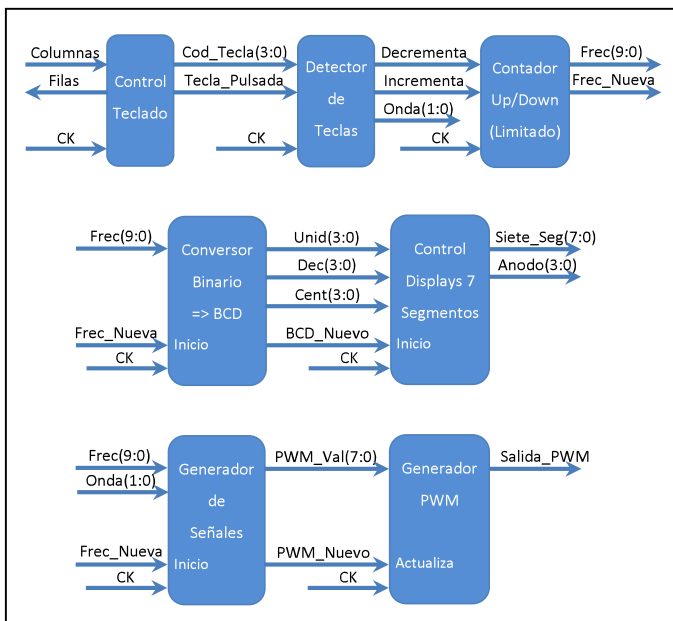 Columnas
Filas
CK
Control
Teclado
Cod_Tecla(3:0)
Tecla_Pulsada
CK
Detector
de
Teclas
Decrementa
Incrementa
Onda(1:0)
CK
Contador
Up/Down
(Limitado)
Frec(9:0)
Frec_Nueva
Frec(9:0)
Frec_Nueva
CK
Conversor
Binario
=> BCD
Inicio
Unid(3:0)
Dec(3:0)
Cent(3:0)
BCD_Nuevo
CK
Control
Displays 7
Segmentos
Inicio
Siete_Seg(7:0)
Anodo(3:0)
Frec(9:0)
Onda(1:0)
Frec_Nueva
CK
Generador
de
Señales
Inicio
PWM_Val(7:0)
PWM_Nuevo
CK
Generador
PWM
Actualiza
Salida_PWM